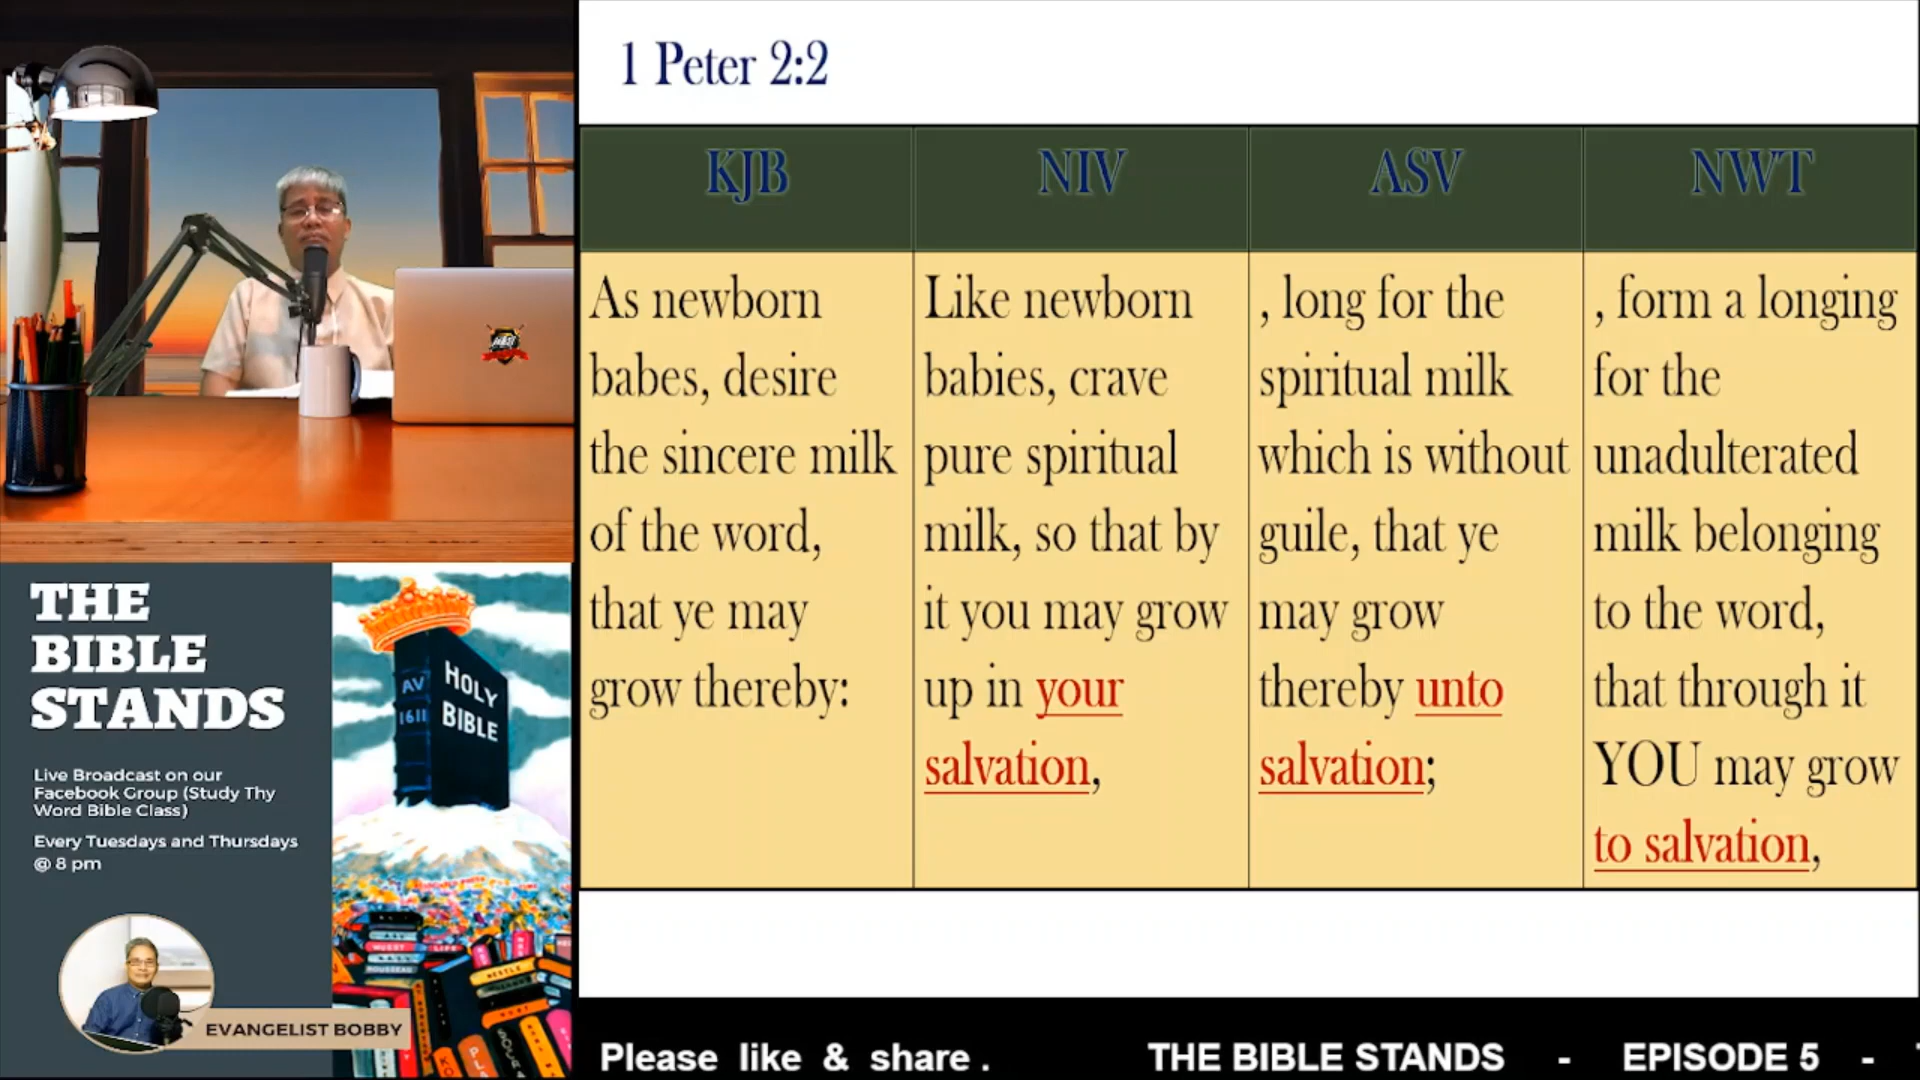 1 Peter 2:2
KJB
NIV
ASV
NWT
As newborn
babes, desire
the sincere milk
of the word,
that ye may
grow thereby:
Like newborn
babies, crave
pure spiritual
milk, so that by
it you may grow
up in your
salvation,
, long for the
spiritual milk
which is without
guile, that ye
may grow
thereby unto
salvation;
, form a longing
for the
unadulterated
milk belonging
to the word,
that through it
YOU may grow
to salvation,
THE
BIBLE
STANDS
Live Broadcast on our
Facebook Group (Study Thy
Word Bible Class)
Every Tuesdays and Thursdays
@ 8 pm
EVANGELIST BOBBY
AV
1611
HOLY
BIBLE
Please like & share .
THE BIBLE STANDS - EPISODE 5 -